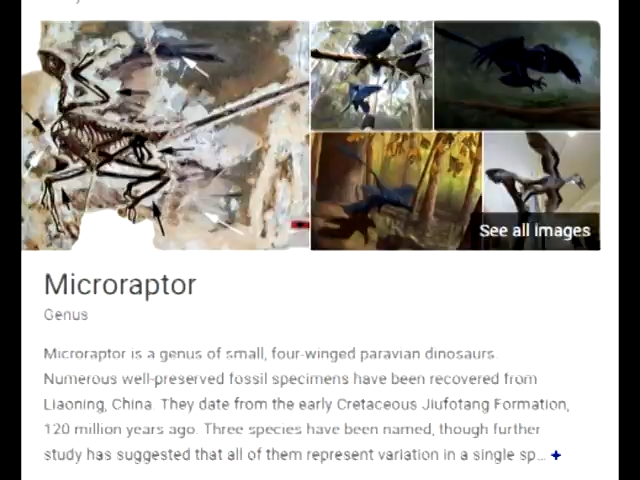 See all images
Microraptor
Genus
Microraptor is a genus of small, four-winged paravian dinosaurs.
Numerous well-preserved fossil specimens have been recovered from
Liaoning, China. They date from the early Cretaceous Jiufotang Formation,
120 million years ago. Three species have been named, though further
study has suggested that all of them represent variation in a single sp...